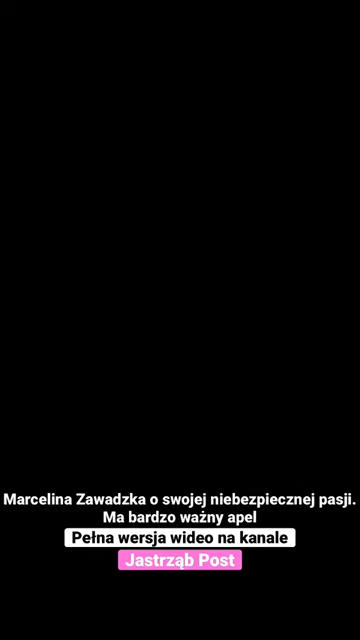 Marcelina Zawadzka o swojej niebezpiecznej pasji.
Ma bardzo ważny apel
Pełna wersja wideo na kanale
Jastrząb Post